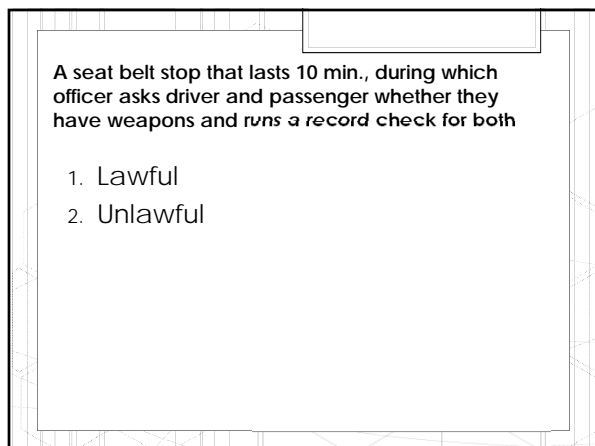 A seat belt stop that lasts 10 min., during which
officer asks driver and passenger whether they
have weapons and runs a record check for both
1. Lawful
2. Unlawful